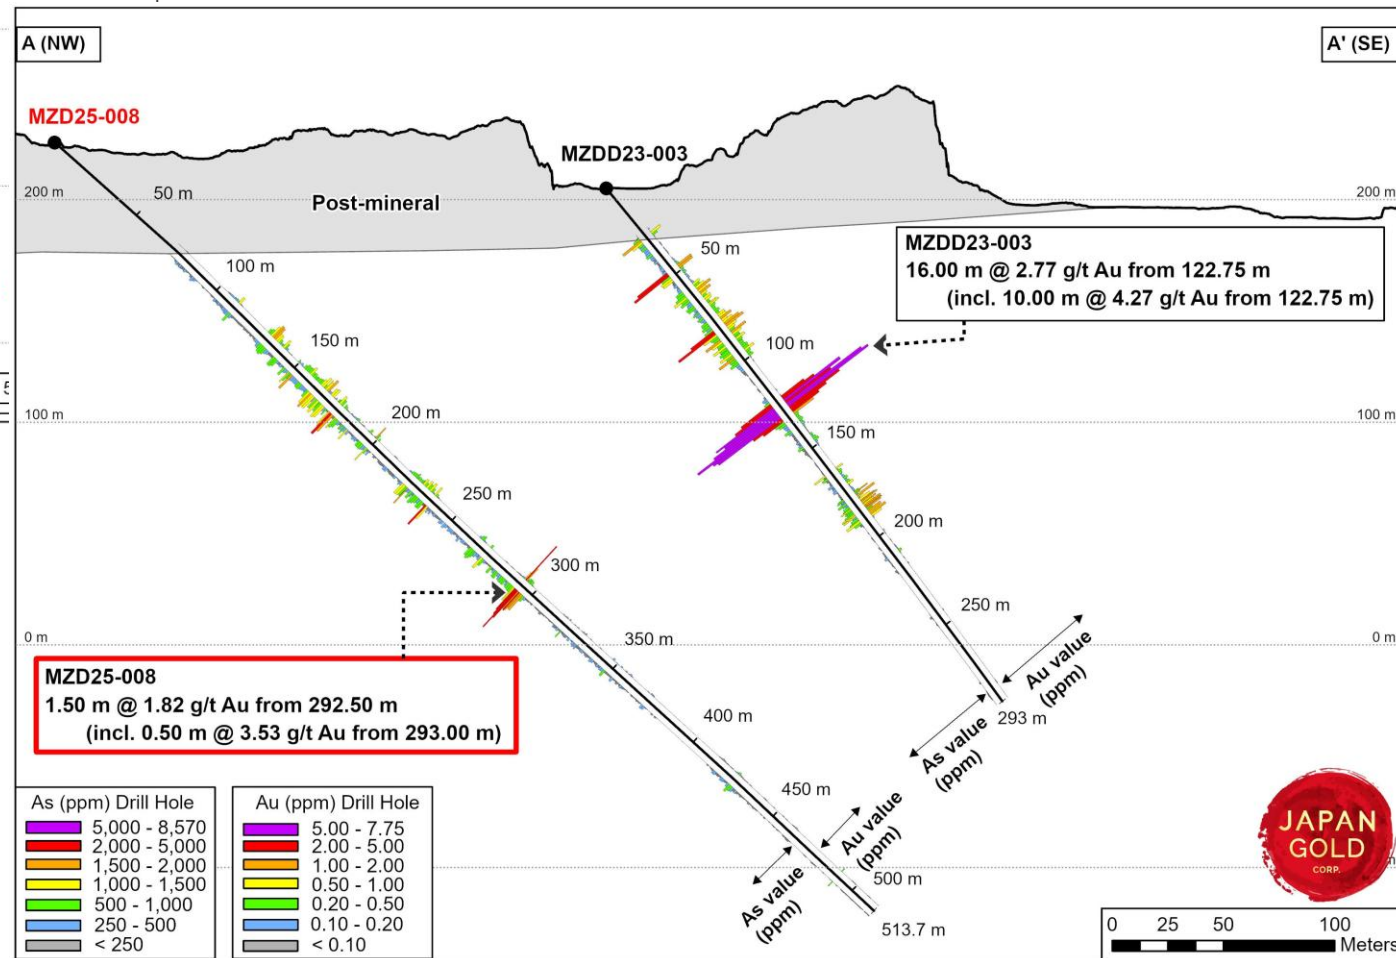 A (NW)
A' (SE)
MZD25-008
MZDD23-003
50 m
Post-mineral
200 m
200 m
MZDD23-003
16.00 m @ 2.77 g/t Au from 122.75 m
(incl. 10.00 m @ 4.27 g/t Au from 122.75 m)
50 m
100 m
150 m
100 m
200 m
150 m
100 m
100 m
250 m
200 m
300 m
250 m
350 m
0 m
0 m
MZD25-008
1.50 m @ 1.82 g/t Au from 292.50 m
(incl. 0.50 m @ 3.53 g/t Au from 293.00 m)
Au value
(ppm)
As value
(ppm)
293 m
400 m
450 m
Au value
(ppm)
As value
(ppm)
500 m
513.7 m
As (ppm) Drill Hole
5,000 - 8,570
2,000 - 5,000
1,500 - 2,000
1,000 - 1,500
500 - 1,000
250 - 500
< 250
Au (ppm) Drill Hole
5.00 - 7.75
2.00 - 5.00
1.00 - 2.00
0.50 - 1.00
0.20 - 0.50
0.10 - 0.20
< 0.10
JAPAN
GOLD
CORP.
0 25 50 100
Meters